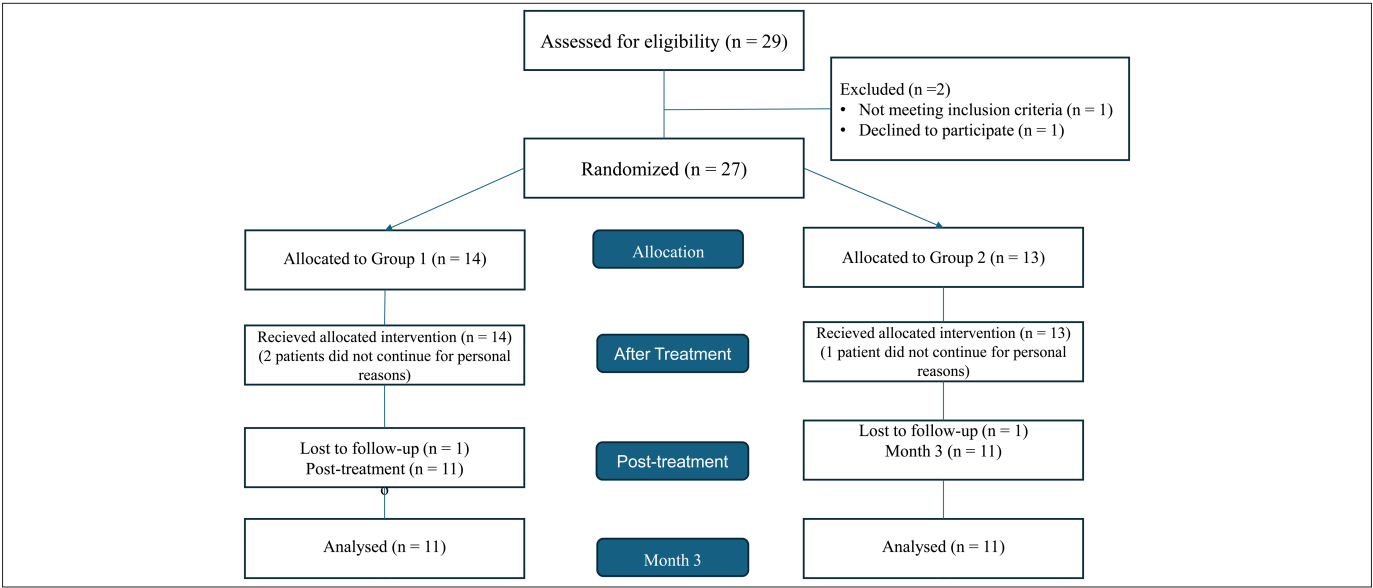 Assessed for eligibility (n = 29)
Excluded (n =2)
• Not meeting inclusion criteria (n = 1)
• Declined to participate (n = 1)
Randomized (n = 27)
Allocated to Group 1 (n = 14)
Allocation
Allocated to Group 2 (n = 13)
Recieved allocated intervention (n = 14)
(2 patients did not continue for personal
reasons)
After Treatment
Recieved allocated intervention (n = 13)
(1 patient did not continue for personal
reasons)
Lost to follow-up (n = 1)
Post-treatment (n = 11)
o
Post-treatment
Lost to follow-up (n = 1)
Month 3 (n = 11)
Analysed (n = 11)
Month 3
Analysed (n = 11)